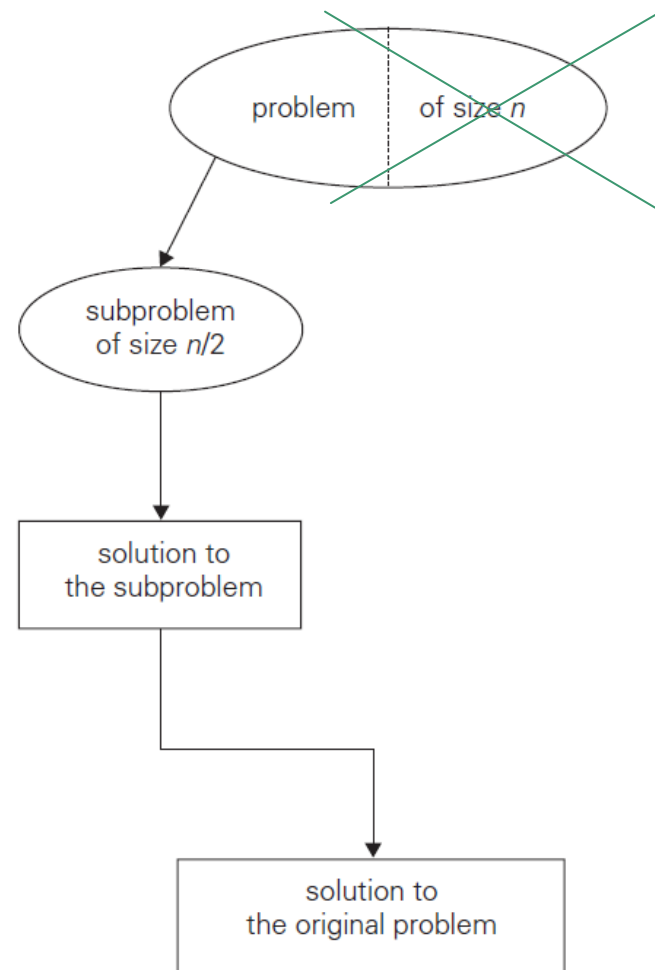 problem of size n
subproblem
of size n/2
solution to
the subproblem
solution to
the original problem